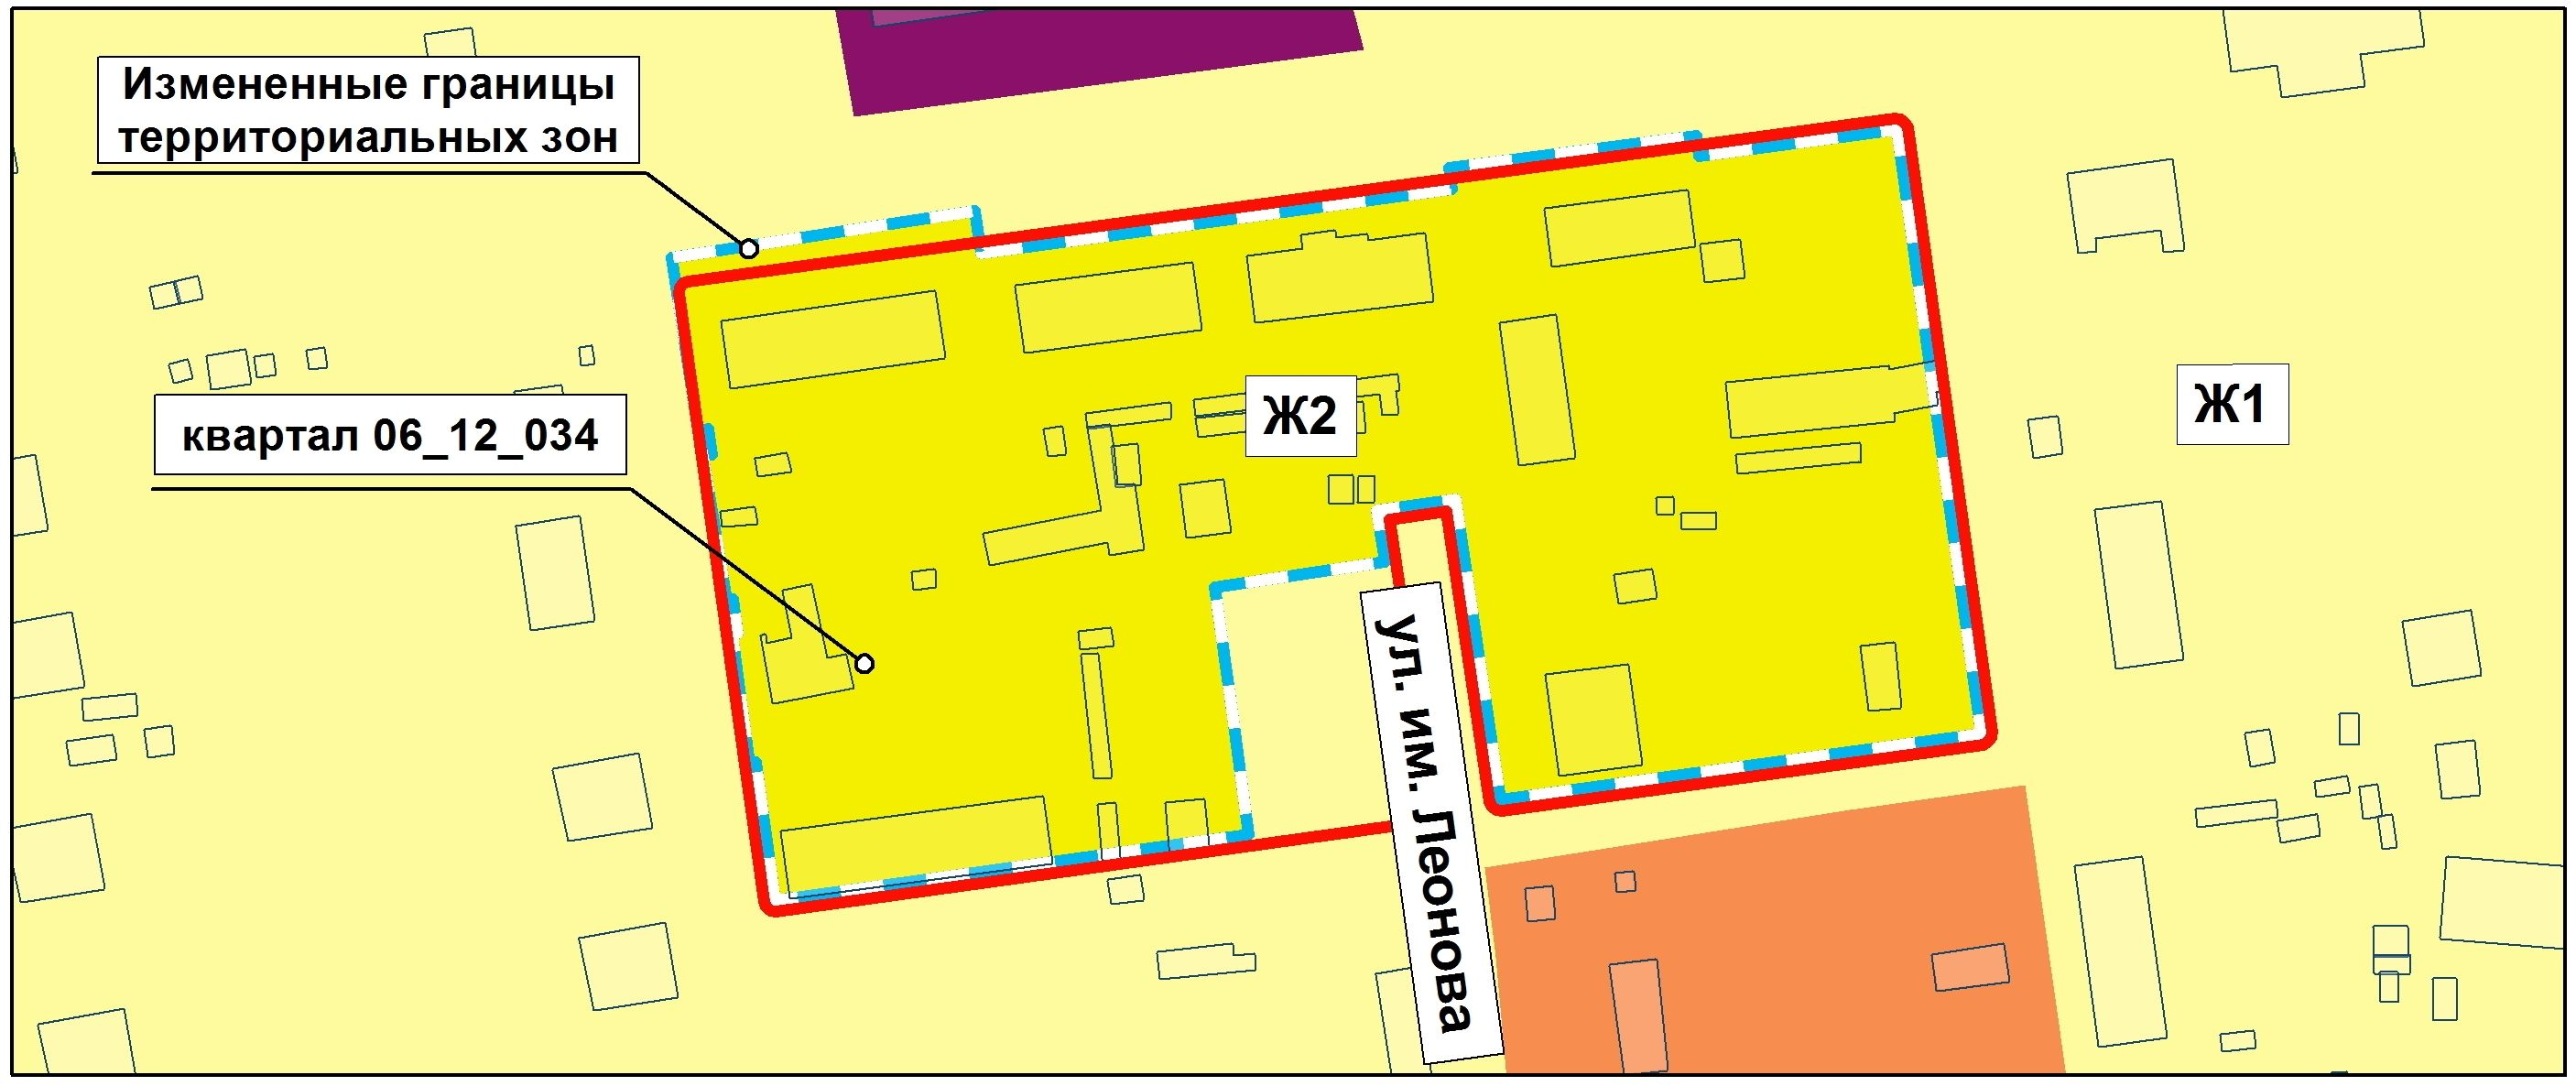 Измененные границы
территориальных зон
квартал 06_12_034
Ж2
Ж1
ул. им. Леонова